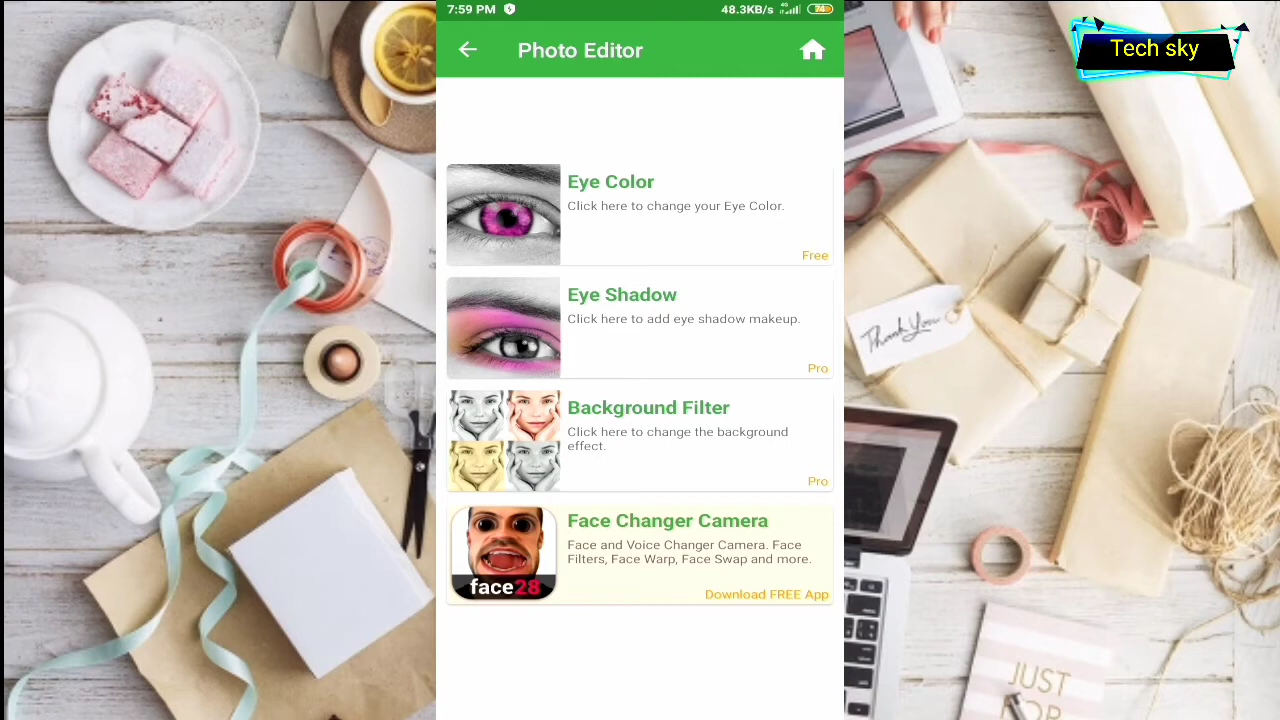 7:59 PM
48.3KB/s
4G
74
Photo Editor
Tech sky
Eye Color
Click here to change your Eye Color.
Free
Eye Shadow
Click here to add eye shadow makeup.
Pro
Background Filter
Click here to change the background
effect.
Pro
Face Changer Camera
Face and Voice Changer Camera. Face
Filters, Face Warp, Face Swap and more.
face28
Download FREE App
Thank You
JUST
FOR